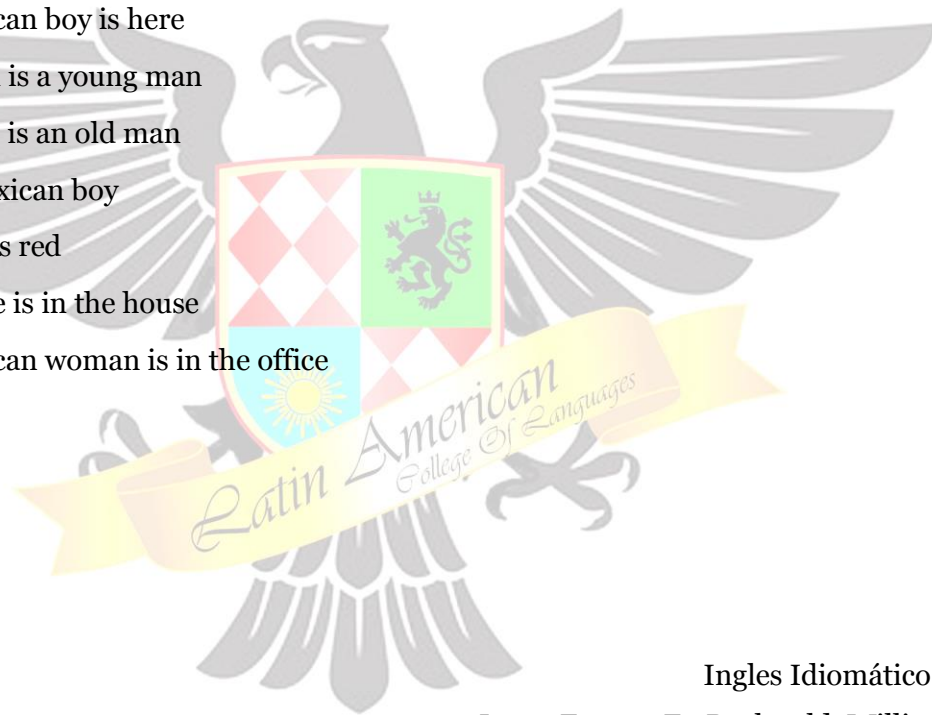 can boy is here
is a young man
is an old man
xican boy
s red
e is in the house
can woman is in the office
Latin American
College Of Languages
Ingles Idiomático